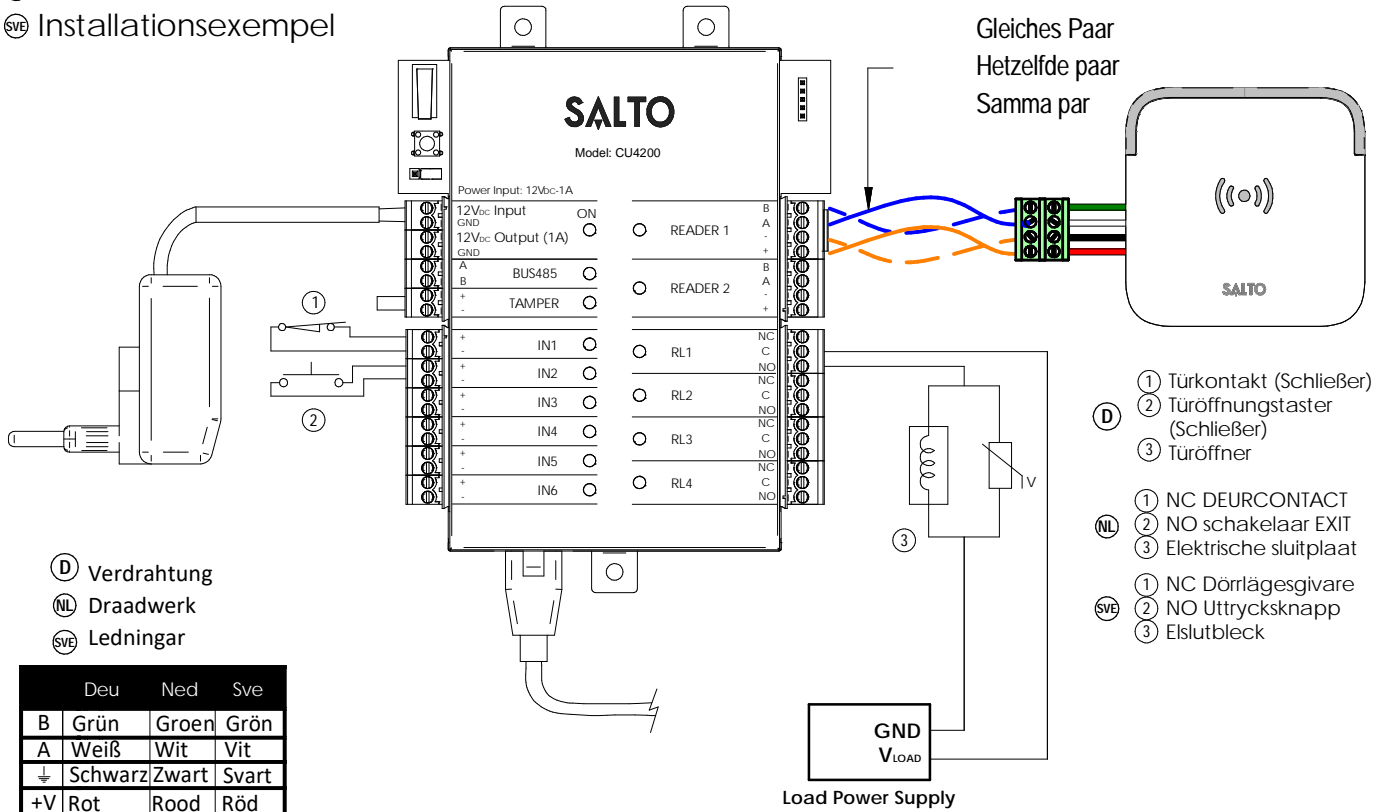 SVE Installationsexempel
Gleiches Paar
Hetzelfde paar
Samma par
SALTO
Model: CU4200
Power Input: 12VDC-1A
12VDC Input ON
GND
12VDC Output (1A)
GND
A
B
BUS485
+
-
TAMPER
+
-
IN1
+
-
IN2
+
-
IN3
+
-
IN4
+
-
IN5
+
-
IN6
READER 1
B
A
-
+
READER 2
B
A
-
+
RL1
NC
C
NO
RL2
NC
C
NO
RL3
NC
C
NO
RL4
NC
C
NO
SALTO
1
2
3
V
D
1 Türkontakt (Schließer)
2 Türöffnungstaster
(Schließer)
3 Türöffner
NL
1 NC DEURCONTACT
2 NO schakelaar EXIT
3 Elektrische sluitplaat
SVE
1 NC Dörrlägesgivare
2 NO Uttrycksknapp
3 Elslutbleck
D Verdrahtung
NL Draadwerk
SVE Ledningar
Deu Ned Sve
B Grün Groen Grön
A Weiß Wit Vit
⏚ Schwarz Zwart Svart
+V Rot Rood Röd
GND
VLOAD
Load Power Supply